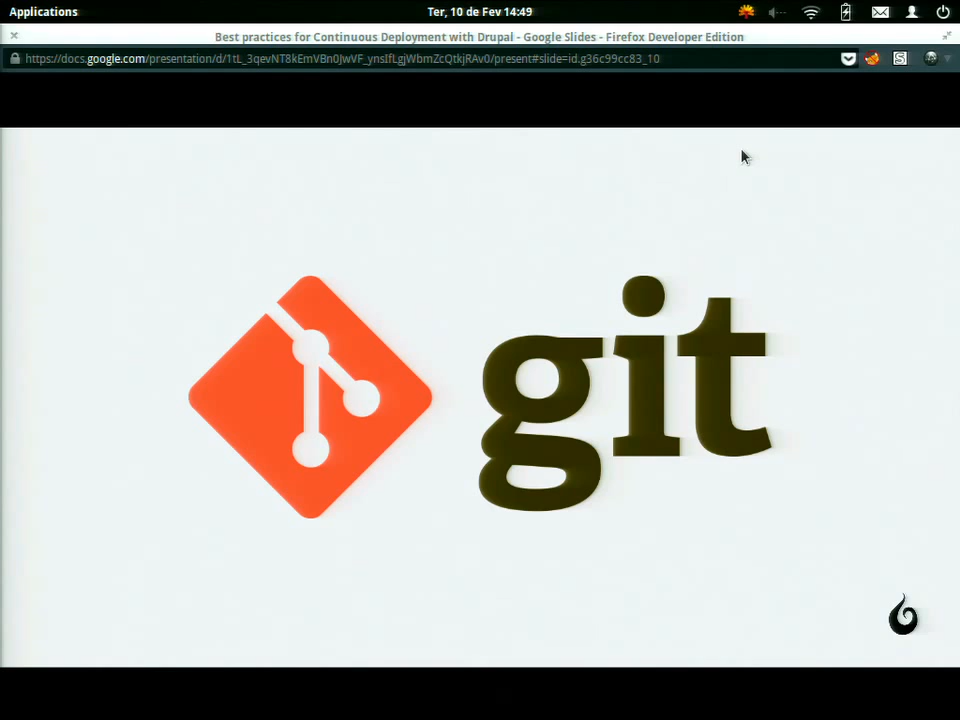 Applications
Ter, 10 de Fev 14:49
Best practices for Continuous Deployment with Drupal - Google Slides - Firefox Developer Edition
https://docs.google.com/presentation/d/1tL_3qevNT8kEmVBn0JwVF_ynsIfLgjWbmZcQtkjRAv0/present#slide=id.g36c99cc83_10
git